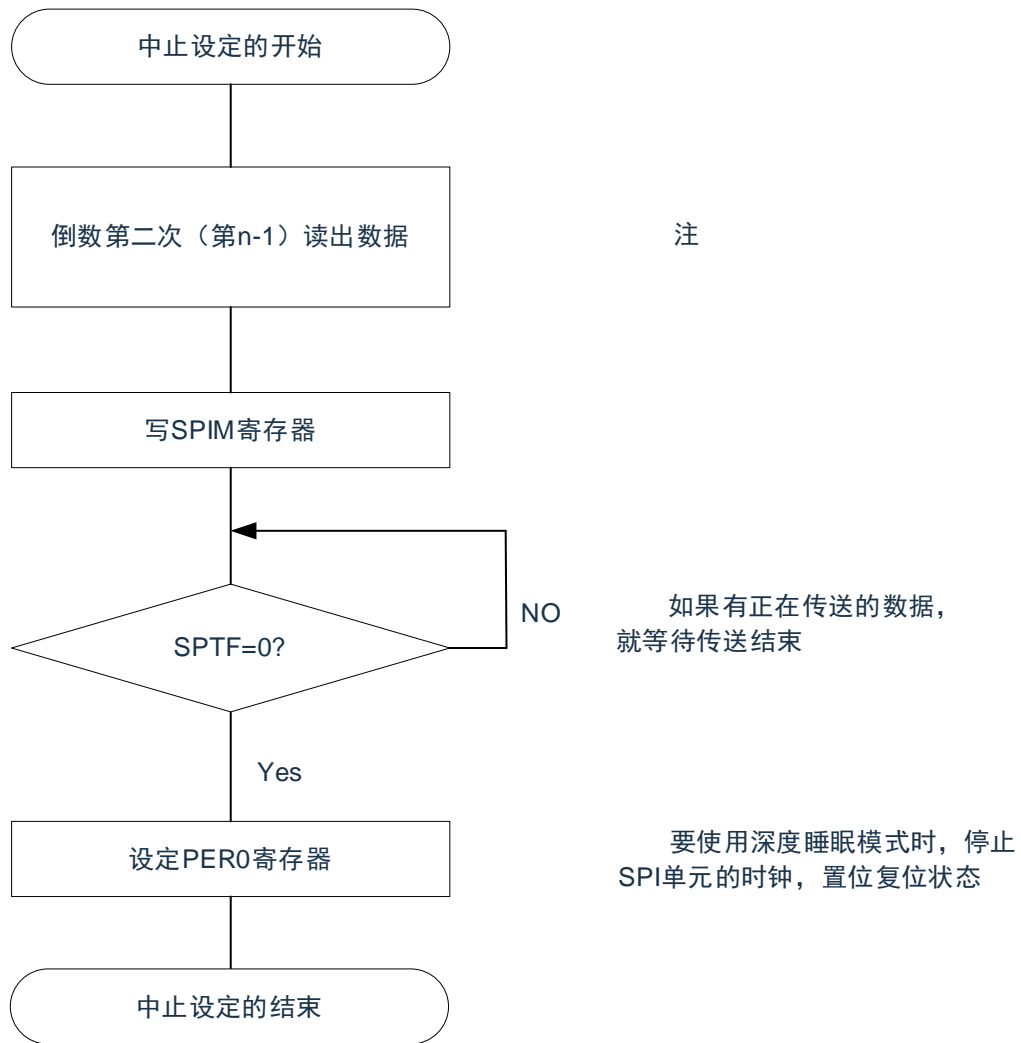 中止设定的开始
倒数第二次（第n-1）读出数据
注
写SPIM寄存器
NO
如果有正在传送的数据，
就等待传送结束
SPTF=0?
Yes
设定PER0寄存器
要使用深度睡眠模式时，停止
SPI单元的时钟，置位复位状态
中止设定的结束